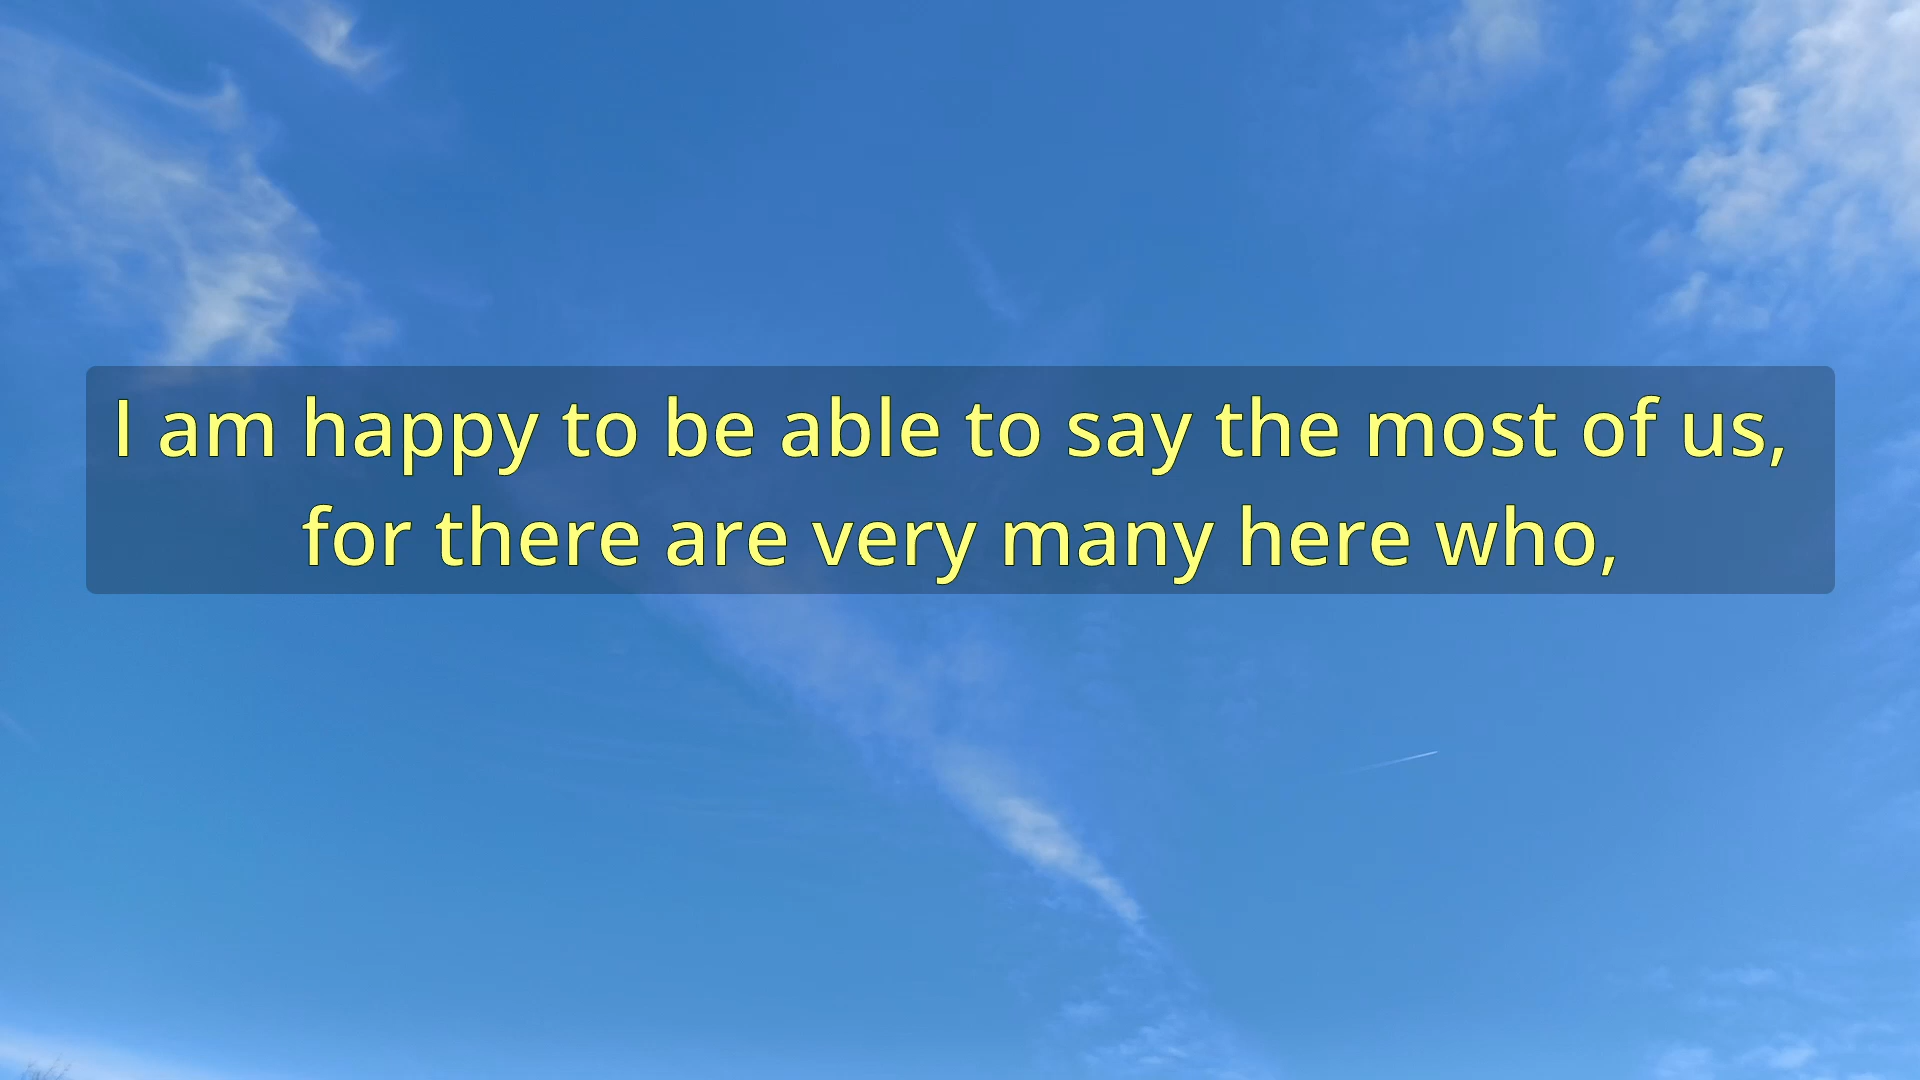 I am happy to be able to say the most of us,
for there are very many here who,